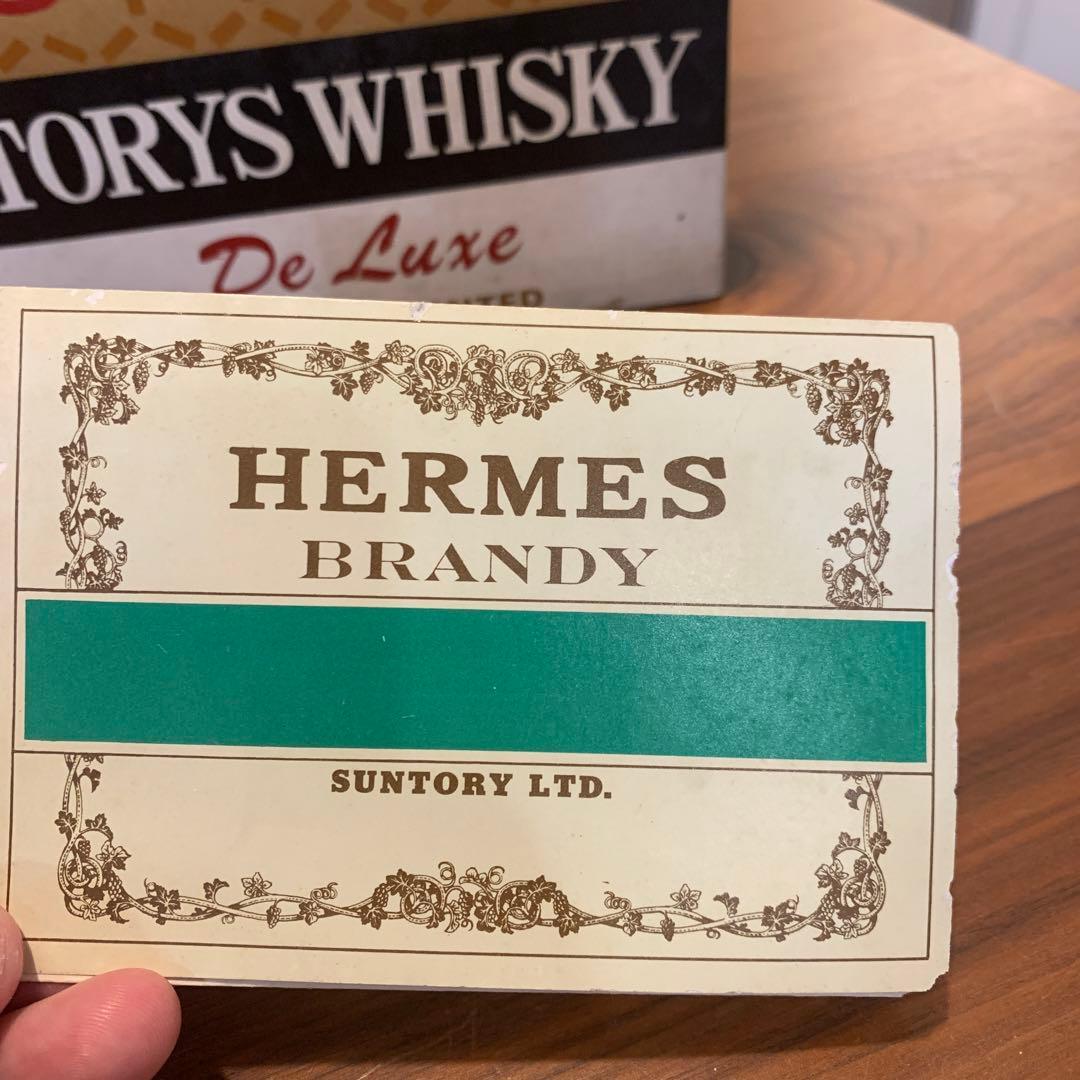 TORYS WHISKY
De Luxe
HERMES
BRANDY
SUNTORY LTD.